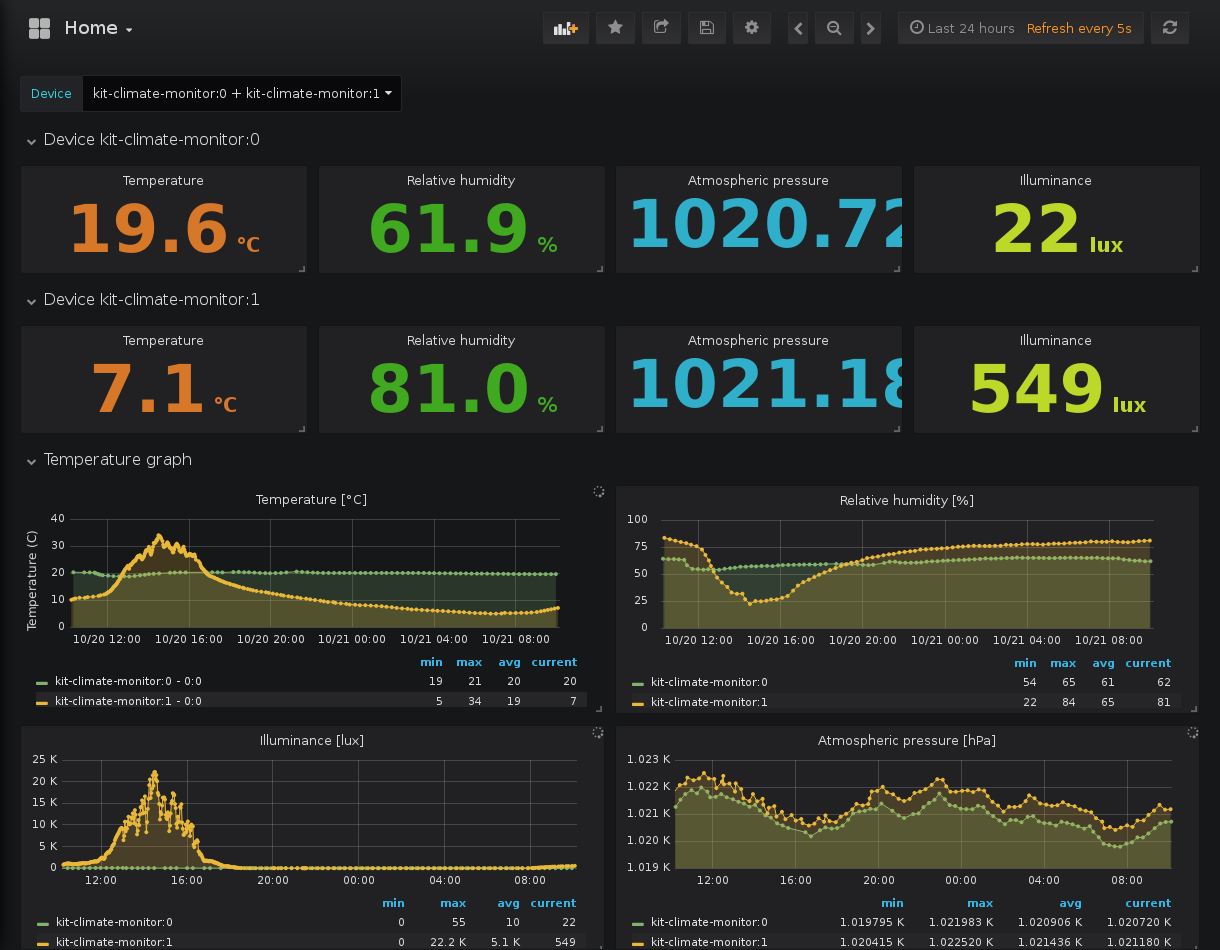 Home
Last 24 hours Refresh every 5s
Device kit-climate-monitor:0 + kit-climate-monitor:1
Device kit-climate-monitor:0
Temperature Relative humidity Atmospheric pressure Illuminance
19.6 °C 61.9 % 1020.72 22 lux
Device kit-climate-monitor:1
Temperature Relative humidity Atmospheric pressure Illuminance
7.1 °C 81.0 % 1021.18 549 lux
Temperature graph
Temperature [°C]
Temperature (C)
40
30
20
10
0
10/20 12:00 10/20 16:00 10/20 20:00 10/21 00:00 10/21 04:00 10/21 08:00
min max avg current
kit-climate-monitor:0 - 0:0 19 21 20 20
kit-climate-monitor:1 - 0:0 5 34 19 7
Relative humidity [%]
100
75
50
25
0
10/20 12:00 10/20 16:00 10/20 20:00 10/21 00:00 10/21 04:00 10/21 08:00
min max avg current
kit-climate-monitor:0 54 65 61 62
kit-climate-monitor:1 22 84 65 81
Illuminance [lux]
25 K
20 K
15 K
10 K
5 K
0
12:00 16:00 20:00 00:00 04:00 08:00
min max avg current
kit-climate-monitor:0 0 55 10 22
kit-climate-monitor:1 0 22.2 K 5.1 K 549
Atmospheric pressure [hPa]
1.023 K
1.022 K
1.021 K
1.020 K
1.019 K
12:00 16:00 20:00 00:00 04:00 08:00
min max avg current
kit-climate-monitor:0 1.019795 K 1.021983 K 1.020906 K 1.020720 K
kit-climate-monitor:1 1.020415 K 1.022520 K 1.021436 K 1.021180 K